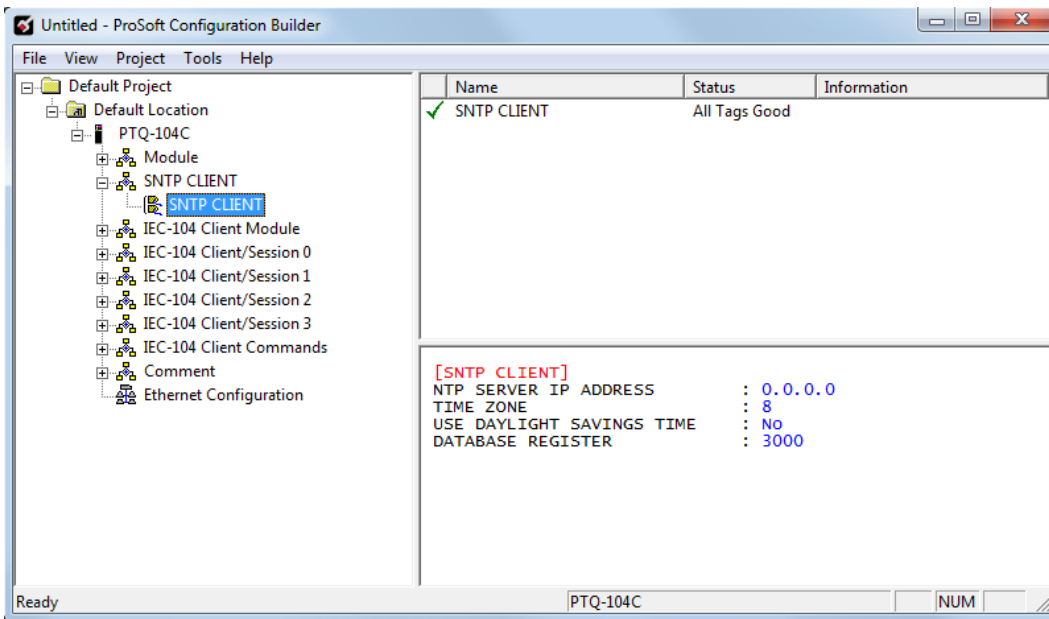 Untitled - ProSoft Configuration Builder
File View Project Tools Help
Default Project
Default Location
PTQ-104C
Module
SNTP CLIENT
SNTP CLIENT
IEC-104 Client Module
IEC-104 Client/Session 0
IEC-104 Client/Session 1
IEC-104 Client/Session 2
IEC-104 Client/Session 3
IEC-104 Client Commands
Comment
Ethernet Configuration
Name Status Information
SNTP CLIENT All Tags Good
[SNTP CLIENT]
NTP SERVER IP ADDRESS : 0.0.0.0
TIME ZONE : 8
USE DAYLIGHT SAVINGS TIME : No
DATABASE REGISTER : 3000
Ready PTQ-104C NUM